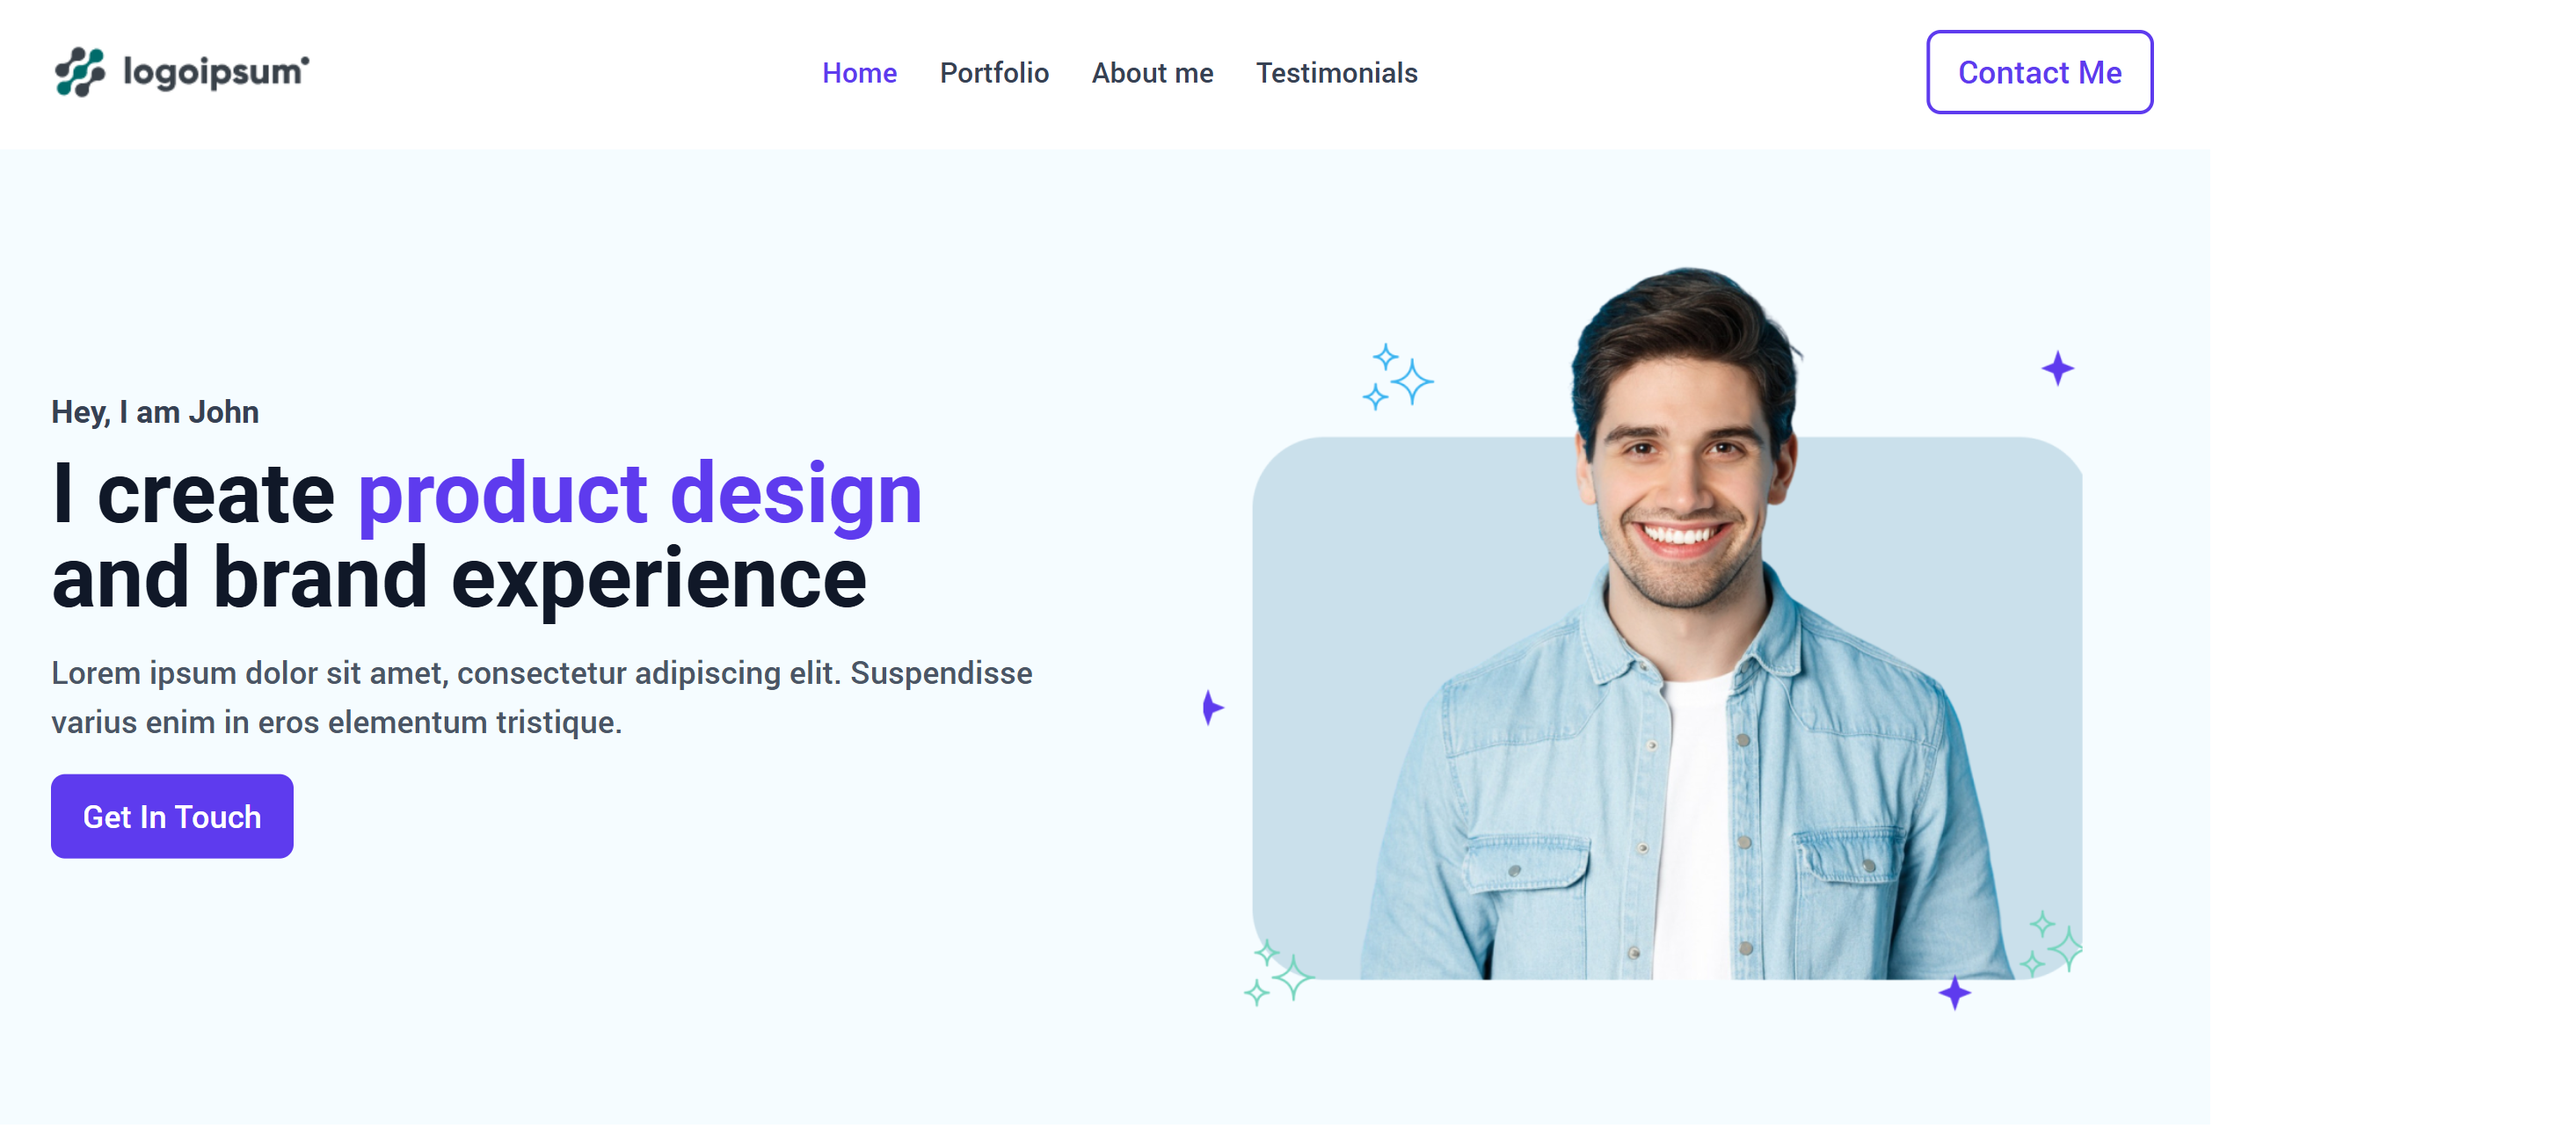 logoipsum
Home Portfolio About me Testimonials
Contact Me
Hey, I am John
I create product design
and brand experience
Lorem ipsum dolor sit amet, consectetur adipiscing elit. Suspendisse
varius enim in eros elementum tristique.
Get In Touch